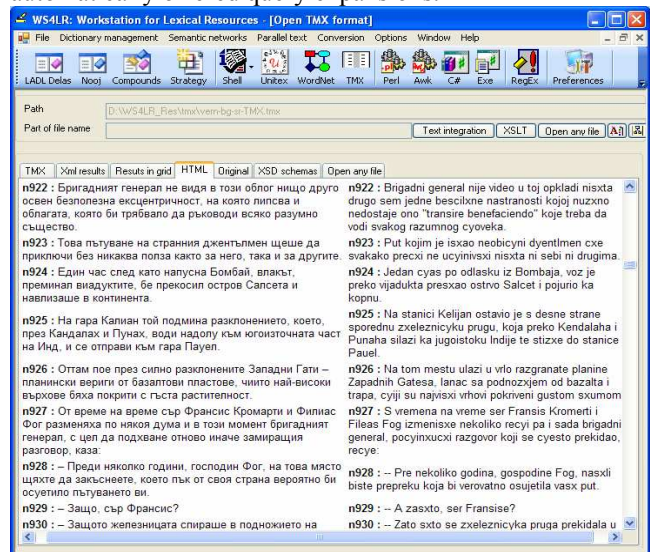 WS4LR: Workstation for Lexical Resources - [Open TMX format]
File Dictionary management Semantic networks Parallel text Conversion Options Window Help
LADL Delas Nooj Compounds Strategy Shell Unitex WordNet TMX Perl Awk C# Exe RegEx Preferences
Path D:\WS4LR_Res\tmx\vern-bg-sr-TMX.tmx
Part of file name Text integration XSLT Open any file
TMX Xml results Resuts in grid HTML Original XSD schemas Open any file
n922 : Бригадният генерал не видя в този облог нищо друго
освен безполезна ексцентричност, на която липсва и
облагата, която би трябвало да ръководи всяко разумно
същество.
n922 : Brigadni general nije video u toj opkladi nisxta
drugo sem jedne bescilxne nastranosti kojoj nuzxno
nedostaje ono "transire benefaciendo" koje treba da
vodi svakog razumnog cyoveka.
n923 : Това пътуване на странния джентълмен щеше да
приключи без никаква полза както за него, така и за другите.
n923 : Put kojim je isxao neobicyni dyentlmen cxe
svakako precxi ne ucyinivsxi nisxta ni sebi ni drugima.
n924 : Един час след като напусна Бомбай, влакът,
преминал виадуктите, бе прекосил остров Салсета и
навлизаше в континента.
n924 : Jedan cyas po odlasku iz Bombaja, voz je
preko vijadukta presxao ostrvo Salcet i pojurio ka
kopnu.
n925 : На гара Калиан той подмина разклонението, което,
през Кандалах и Пунах, води надолу към югоизточната част
на Инд, и се отправи към гара Пауел.
n925 : Na stanici Kelijan ostavio je s desne strane
sporednu zxeleznicyku prugu, koja preko Kendalaha i
Punaha silazi ka jugoistoku Indije te stizxe do stanice
Pauel.
n926 : Оттам пое през силно разклонените Западни Гати –
планински вериги от базалтови пластове, чиито най-високи
върхове бяха покрити с гъста растителност.
n926 : Na tom mestu ulazi u vrlo razgranate planine
Zapadnih Gatesa, lanac sa podnozxjem od bazalta i
trapa, cyiji su najvisxi vrhovi pokriveni gustom sxumom
n927 : От време на време сър Франсис Кромарти и Филиас
Фог разменяха по някоя дума и в този момент бригадният
генерал, с цел да подхване отново иначе замиращия
разговор, каза:
n927 : S vremena na vreme ser Fransis Kromerti i
Fileas Fog izmenisxe nekoliko recyi pa i sada brigadni
general, pocyinxucxi razgovor koji se cyesto prekidao,
recye:
n928 : – Преди няколко години, господин Фог, на това място
щяхте да закъснеете, което пък от своя страна вероятно би
осуетило пътуването ви.
n928 : -- Pre nekoliko godina, gospodine Fog, nasxli
biste prepreku koja bi verovatno osujetila vasx put.
n929 : – Защо, сър Франсис?
n929 : -- A zasxto, ser Fransise?
n930 : – Защото железницата спираше в подножието на
n930 : -- Zato sxto se zxeleznicyka pruga prekidala u